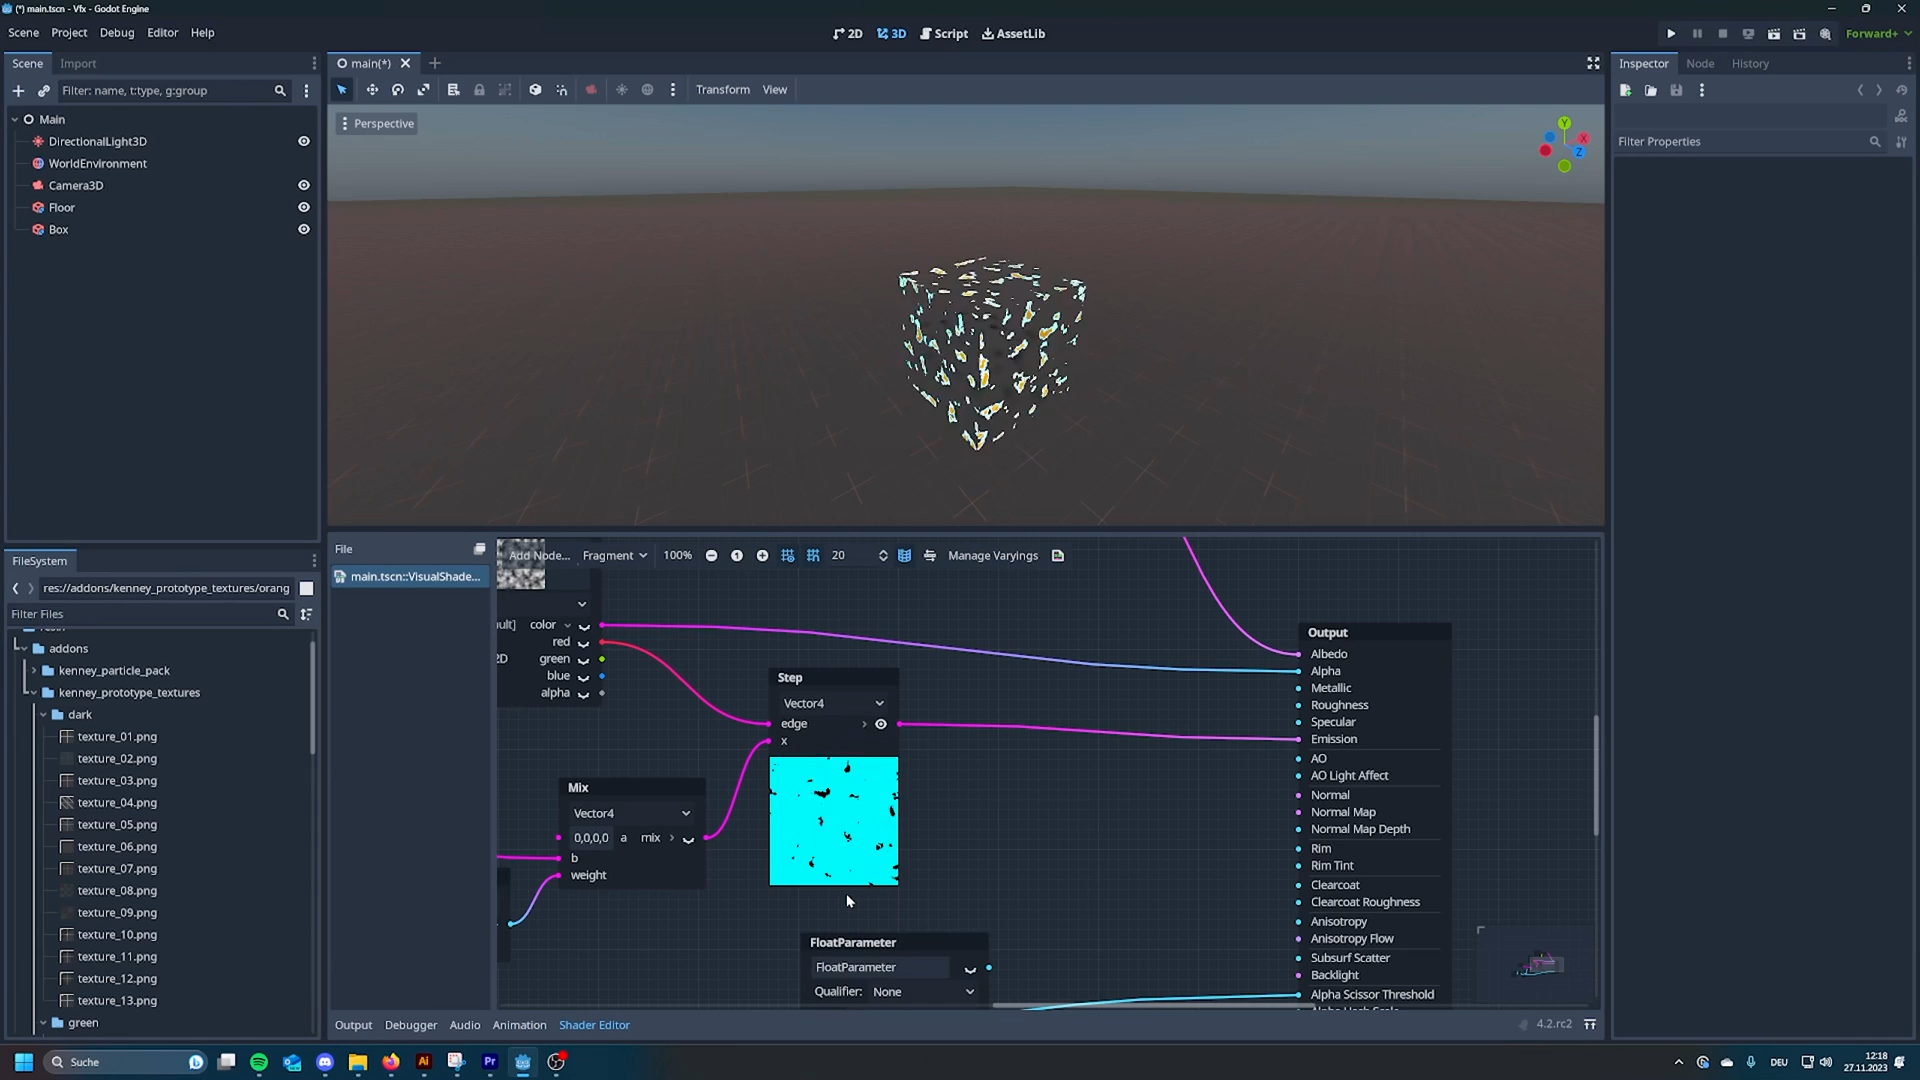 (*) main.tscn - Vfx - Godot Engine
Scene Project Debug Editor Help
2D 3D Script AssetLib
Forward+
Scene Import
Filter: name, t:type, g:group
Main
DirectionalLight3D
WorldEnvironment
Camera3D
Floor
Box
main(*)
Transform View
Perspective
Y
X
Z
Inspector Node History
Filter Properties
FileSystem
res://addons/kenney_prototype_textures/orang
Filter Files
addons
kenney_particle_pack
kenney_prototype_textures
dark
texture_01.png
texture_02.png
texture_03.png
texture_04.png
texture_05.png
texture_06.png
texture_07.png
texture_08.png
texture_09.png
texture_10.png
texture_11.png
texture_12.png
texture_13.png
green
File
main.tscn::VisualShade...
Add Node... Fragment 100% 20 Manage Varyings
ult] color
red
2D green
blue
alpha
Step
Vector4
edge
x
Mix
Vector4
0,0,0,0 a mix
b
weight
FloatParameter
FloatParameter
Qualifier: None
Output
Albedo
Alpha
Metallic
Roughness
Specular
Emission
AO
AO Light Affect
Normal
Normal Map
Normal Map Depth
Rim
Rim Tint
Clearcoat
Clearcoat Roughness
Anisotropy
Anisotropy Flow
Subsurf Scatter
Backlight
Alpha Scissor Threshold
Output Debugger Audio Animation Shader Editor
4.2.rc2
Suche
Ai
Pr
DEU
12:18
27.11.2023